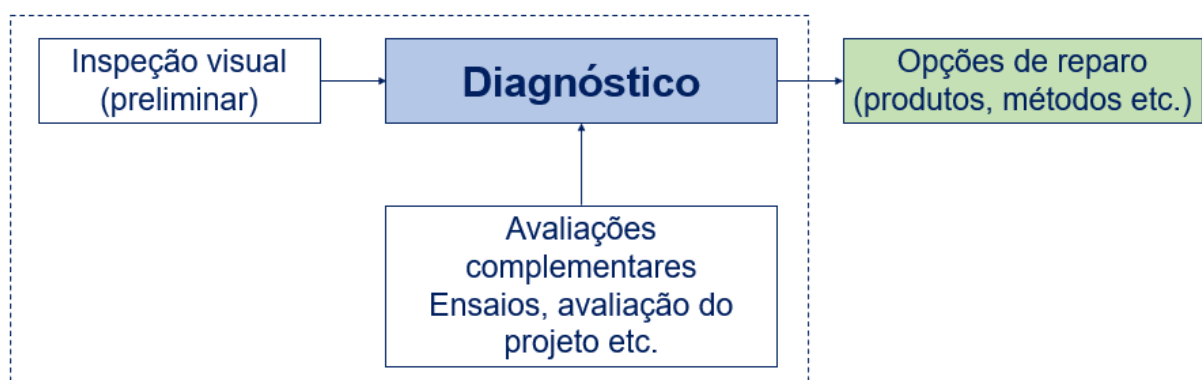 Inspeção visual
(preliminar)
Diagnóstico
Opções de reparo
(produtos, métodos etc.)
Avaliações
complementares
Ensaios, avaliação do
projeto etc.